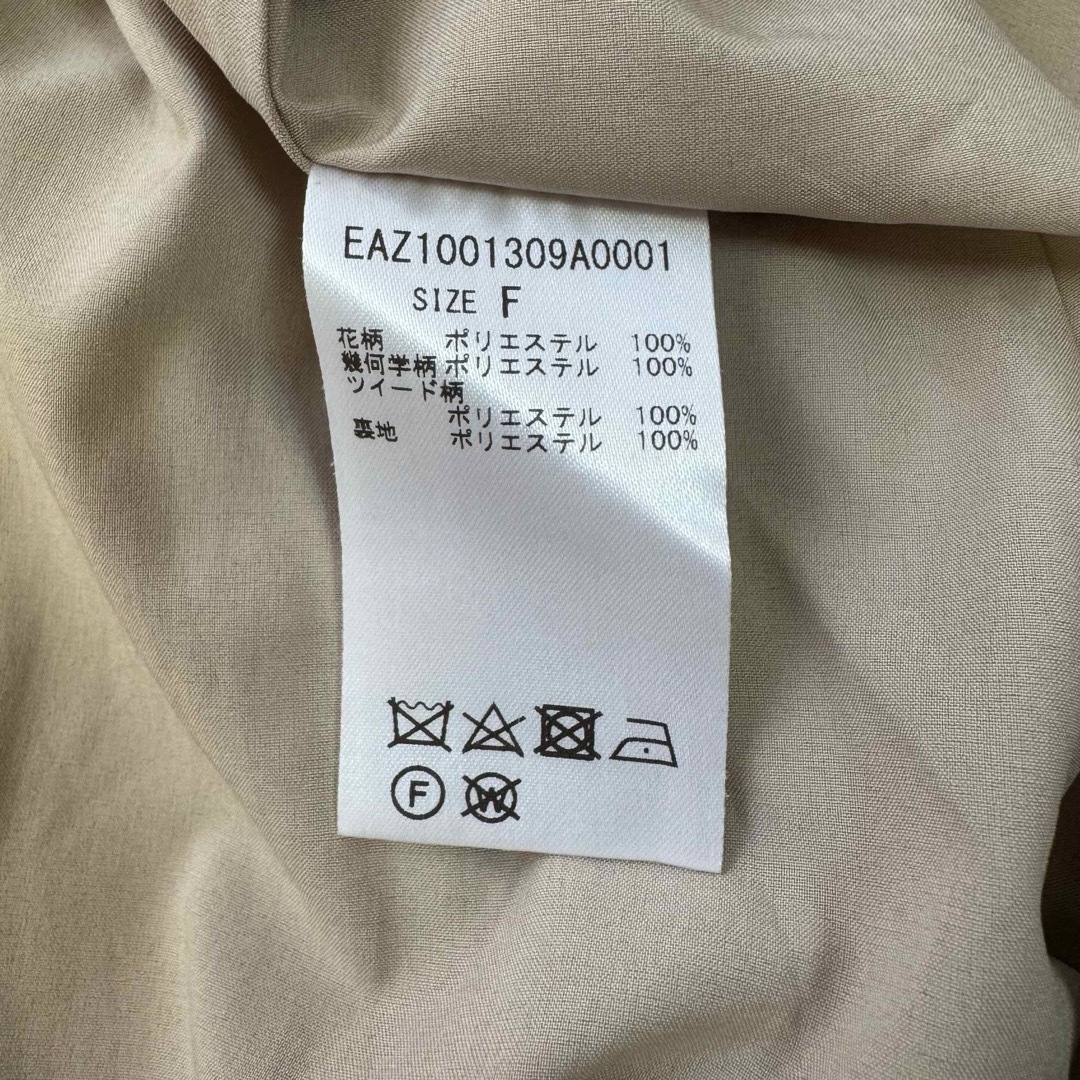 EAZ1001309A0001
SIZE F
花柄 ポリエステル 100%
幾何学柄 ポリエステル 100%
ツイード柄
ポリエステル 100%
裏地 ポリエステル 100%
F W